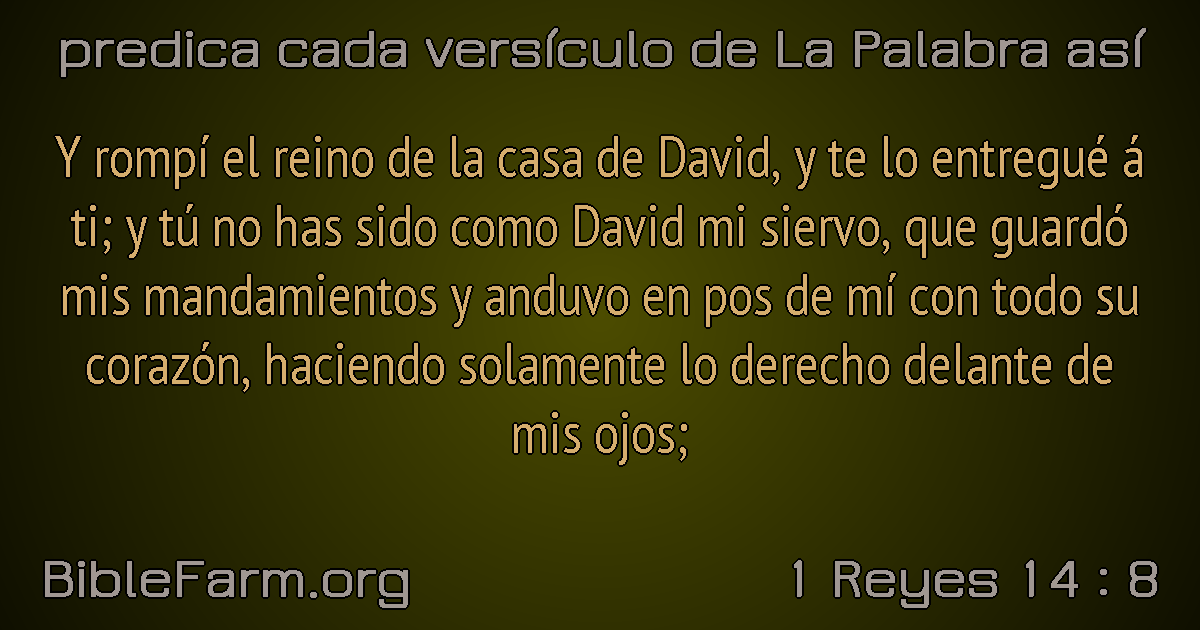 predica cada versículo de La Palabra así
Y rompí el reino de la casa de David, y te lo entregué á
ti; y tú no has sido como David mi siervo, que guardó
mis mandamientos y anduvo en pos de mí con todo su
corazón, haciendo solamente lo derecho delante de
mis ojos;
BibleFarm.org
1 Reyes 14 : 8